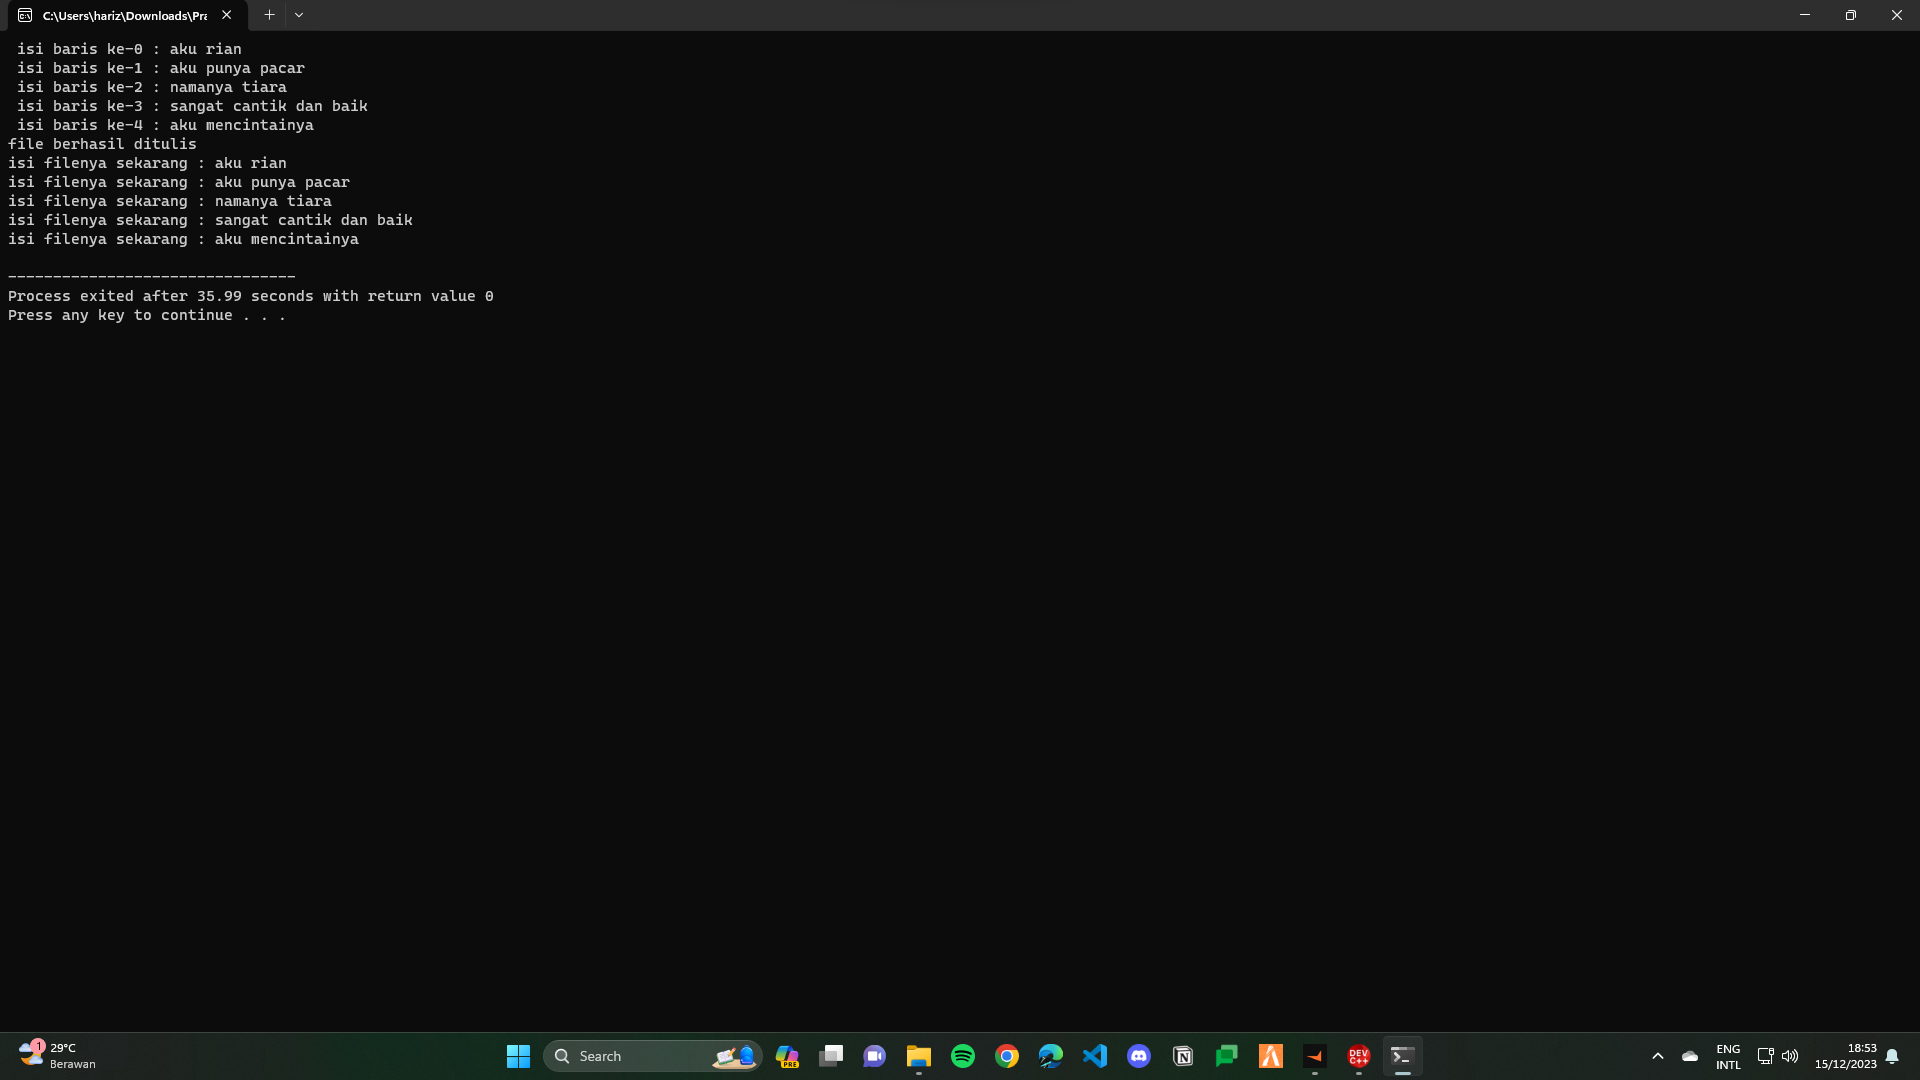 C:\Users\hariz\Downloads\Pra
isi baris ke-0 : aku rian
isi baris ke-1 : aku punya pacar
isi baris ke-2 : namanya tiara
isi baris ke-3 : sangat cantik dan baik
isi baris ke-4 : aku mencintainya
file berhasil ditulis
isi filenya sekarang : aku rian
isi filenya sekarang : aku punya pacar
isi filenya sekarang : namanya tiara
isi filenya sekarang : sangat cantik dan baik
isi filenya sekarang : aku mencintainya
--------------------------------
Process exited after 35.99 seconds with return value 0
Press any key to continue . . .
1
29°C
Berawan
Search
PRE
DEV
C++
ENG
INTL
18:53
15/12/2023